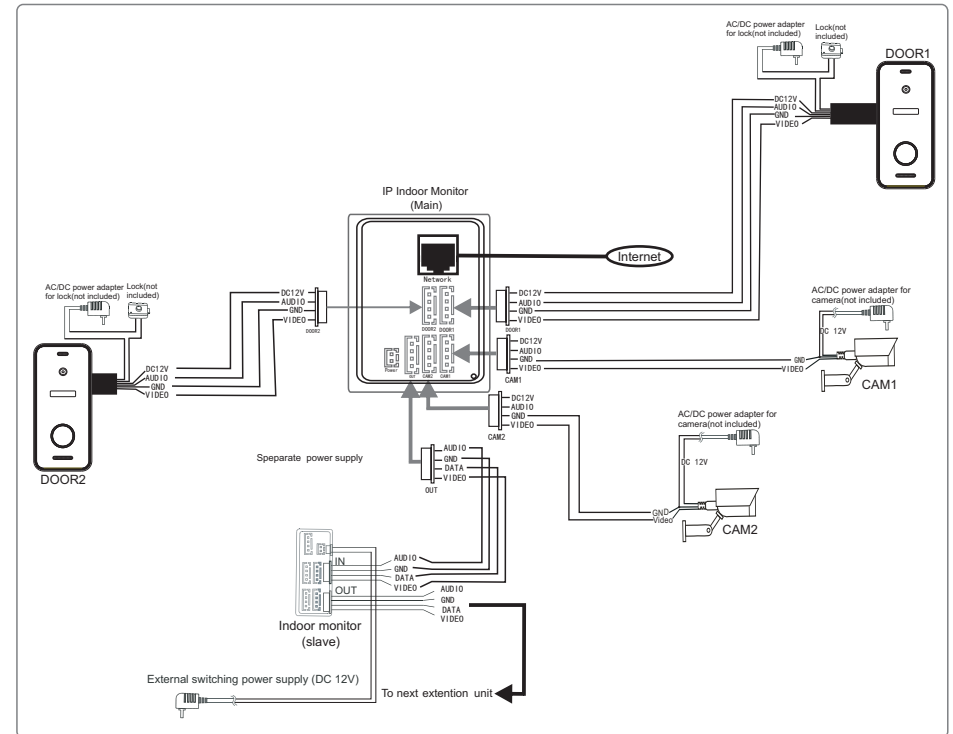 AC/DC power adapter
for lock(not included)
Lock(not
included)
DOOR1
DC12V
AUDIO
GND
VIDEO
IP Indoor Monitor
(Main)
Internet
Network
AC/DC power adapter
for lock(not included)
Lock(not
included)
DC12V
AUDIO
GND
VIDEO
DOOR2
DOOR2
DOOR1
DC12V
AUDIO
GND
VIDEO
DOOR1
AC/DC power adapter for
camera(not included)
DC 12V
Power
OUT
CAM2
CAM1
DC12V
AUDIO
GND
VIDEO
CAM1
GND
VIDEO
CAM1
DC12V
AUDIO
GND
VIDEO
DOOR2
DC12V
AUDIO
GND
VIDEO
CAM2
AC/DC power adapter for
camera(not included)
DC 12V
GND
Video
CAM2
Speparate power supply
AUDIO
GND
DATA
VIDEO
OUT
IN
OUT
AUDIO
GND
DATA
VIDEO
AUDIO
GND
DATA
VIDEO
Indoor monitor
(slave)
External switching power supply (DC 12V)
To next extention unit